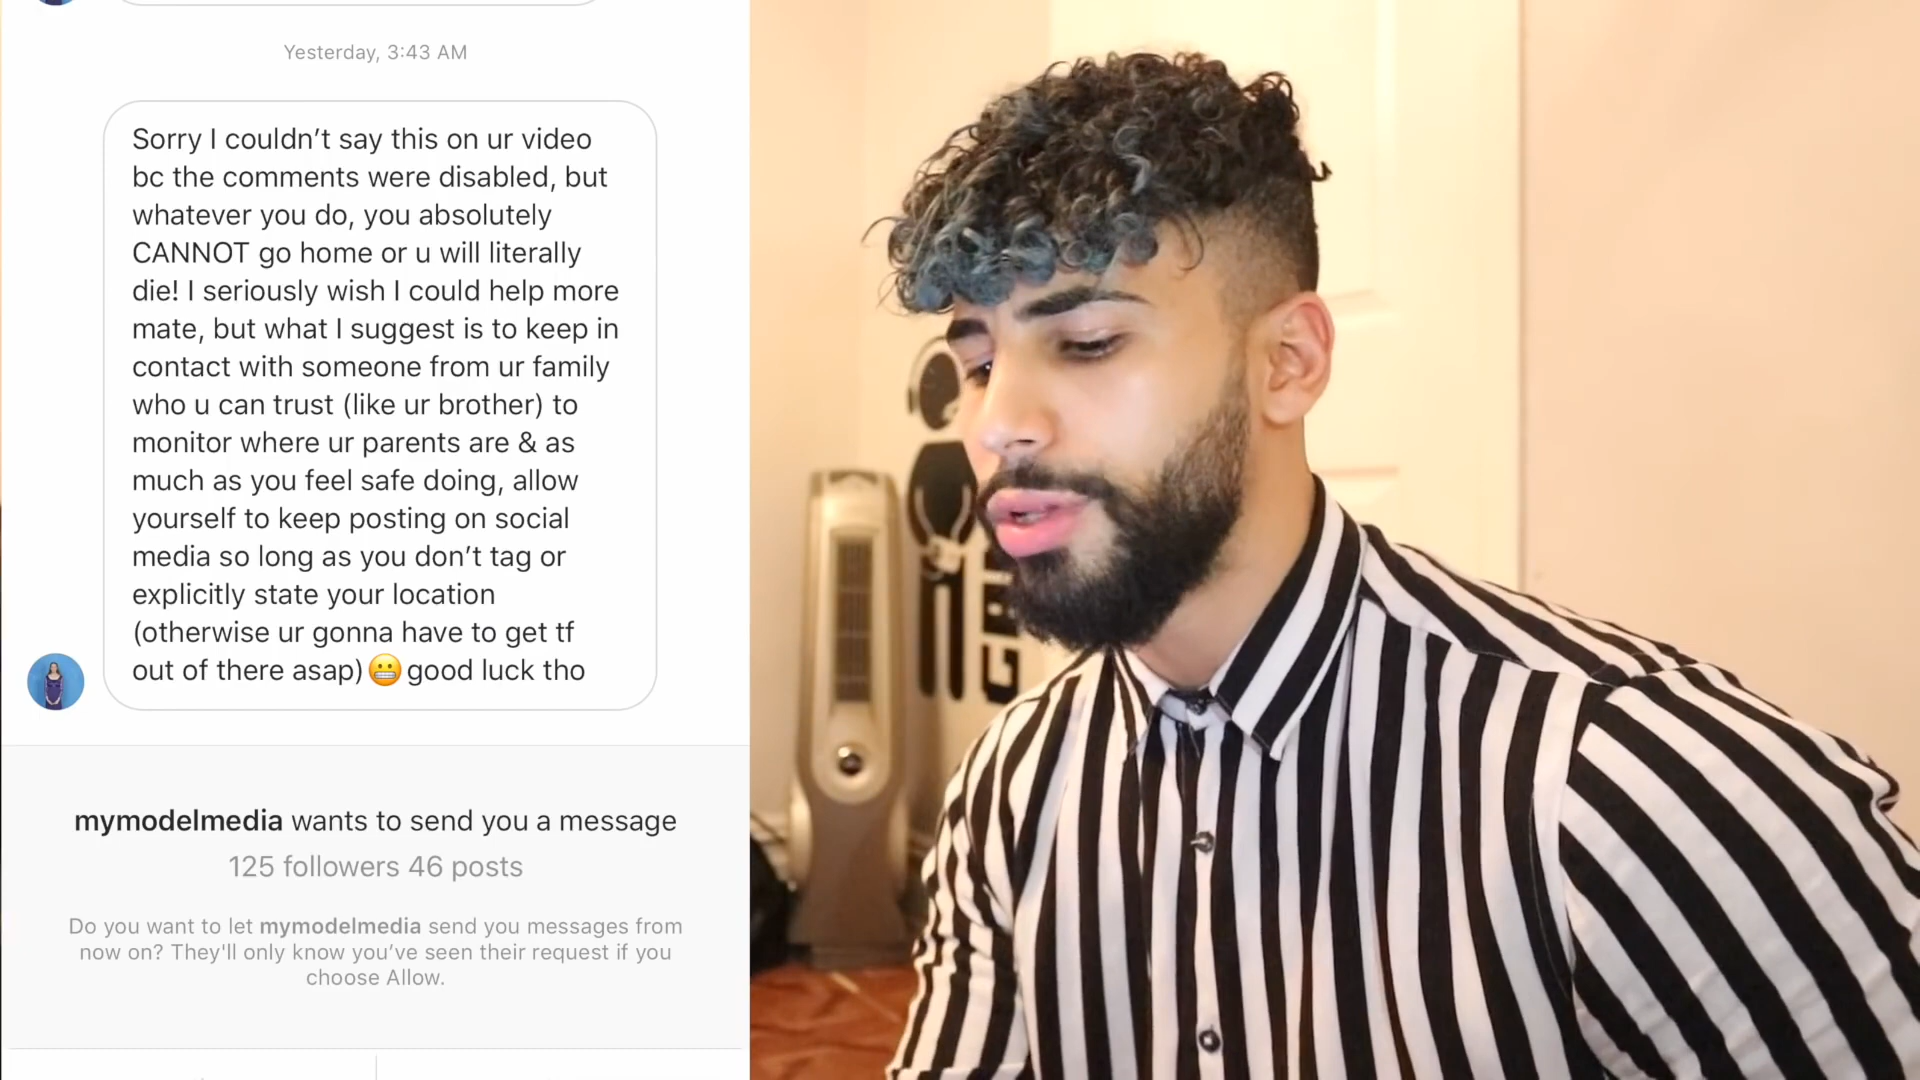 Yesterday, 3:43 AM
Sorry I couldn’t say this on ur video
bc the comments were disabled, but
whatever you do, you absolutely
CANNOT go home or u will literally
die! I seriously wish I could help more
mate, but what I suggest is to keep in
contact with someone from ur family
who u can trust (like ur brother) to
monitor where ur parents are & as
much as you feel safe doing, allow
yourself to keep posting on social
media so long as you don’t tag or
explicitly state your location
(otherwise ur gonna have to get tf
out of there asap)😬good luck tho
mymodelmedia wants to send you a message
125 followers 46 posts
Do you want to let mymodelmedia send you messages from
now on? They'll only know you’ve seen their request if you
choose Allow.